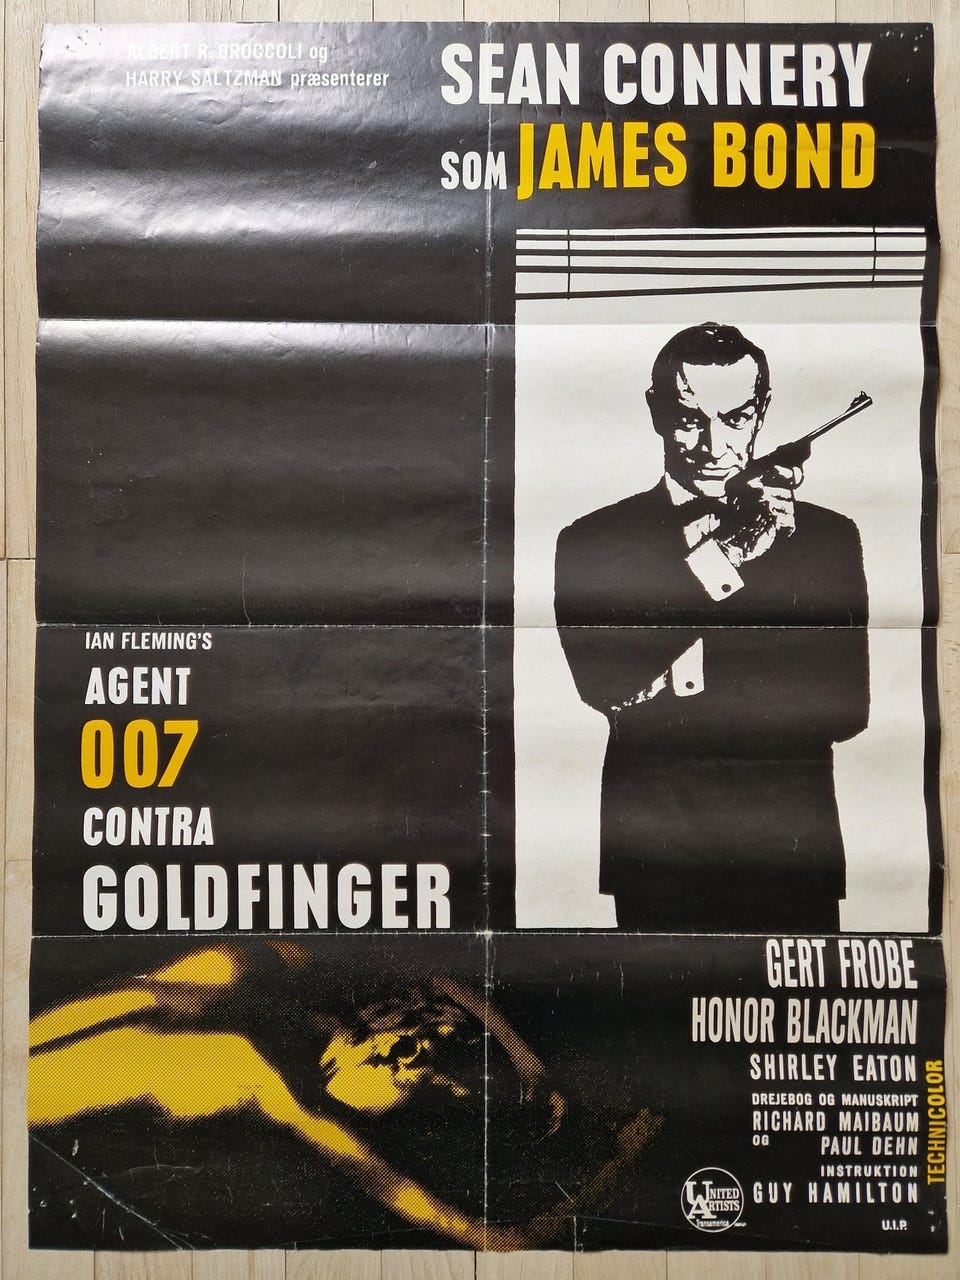 ALBERT R. BROCCOLI og
HARRY SALTZMAN præsenterer
SEAN CONNERY
SOM JAMES BOND
IAN FLEMING'S
AGENT
007
CONTRA
GOLDFINGER
GERT FROBE
HONOR BLACKMAN
SHIRLEY EATON
DREJEBOG OG MANUSKRIPT
RICHARD MAIBAUM
OG PAUL DEHN
INSTRUKTION
GUY HAMILTON
TECHNICOLOR
UNITED
ARTISTS
Transamerica
U.I.P.